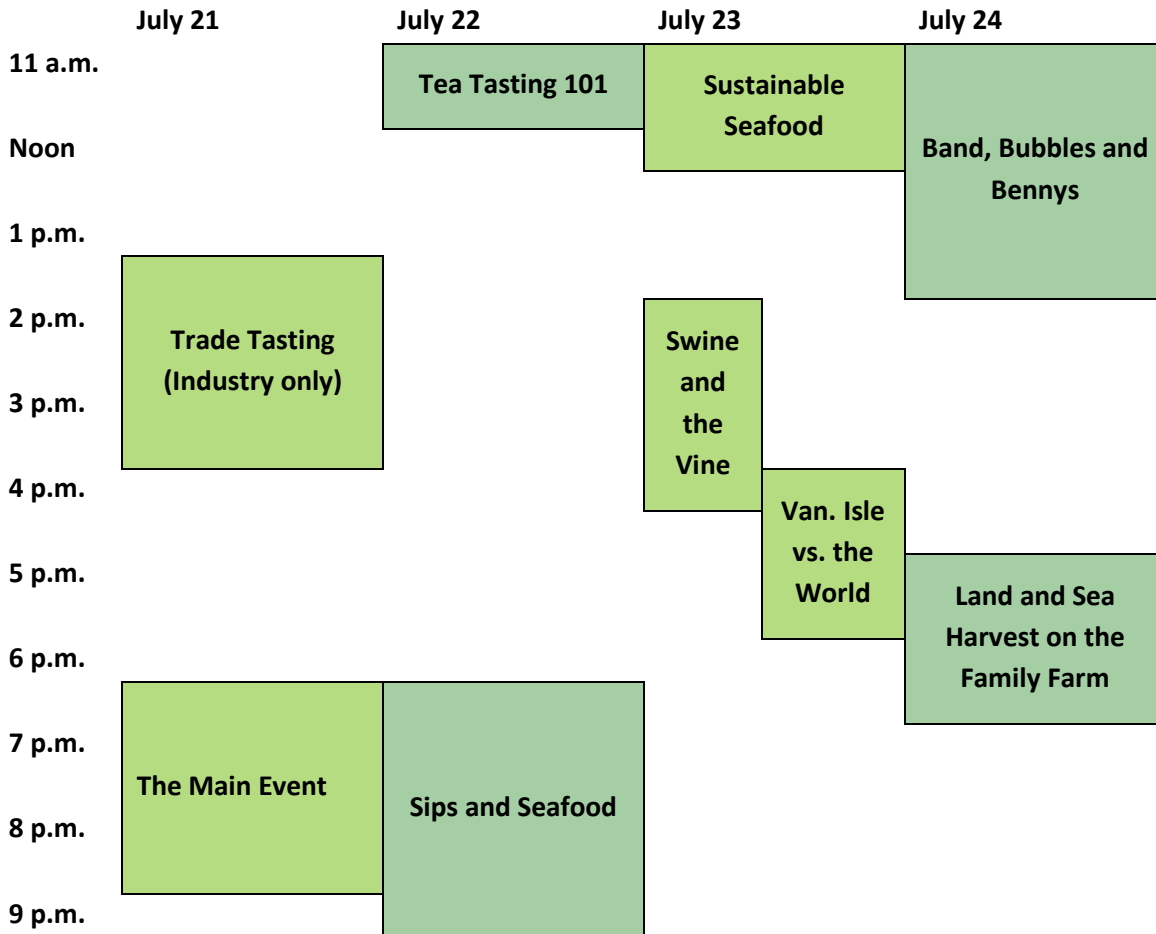 July 21 July 22 July 23 July 24
11 a.m.
Tea Tasting 101
Sustainable
Seafood
Noon
Band, Bubbles and
Bennys
1 p.m.
2 p.m.
Trade Tasting
(Industry only)
Swine
and
the
Vine
3 p.m.
4 p.m.
Van. Isle
vs. the
World
5 p.m.
Land and Sea
Harvest on the
Family Farm
6 p.m.
7 p.m.
The Main Event
Sips and Seafood
8 p.m.
9 p.m.